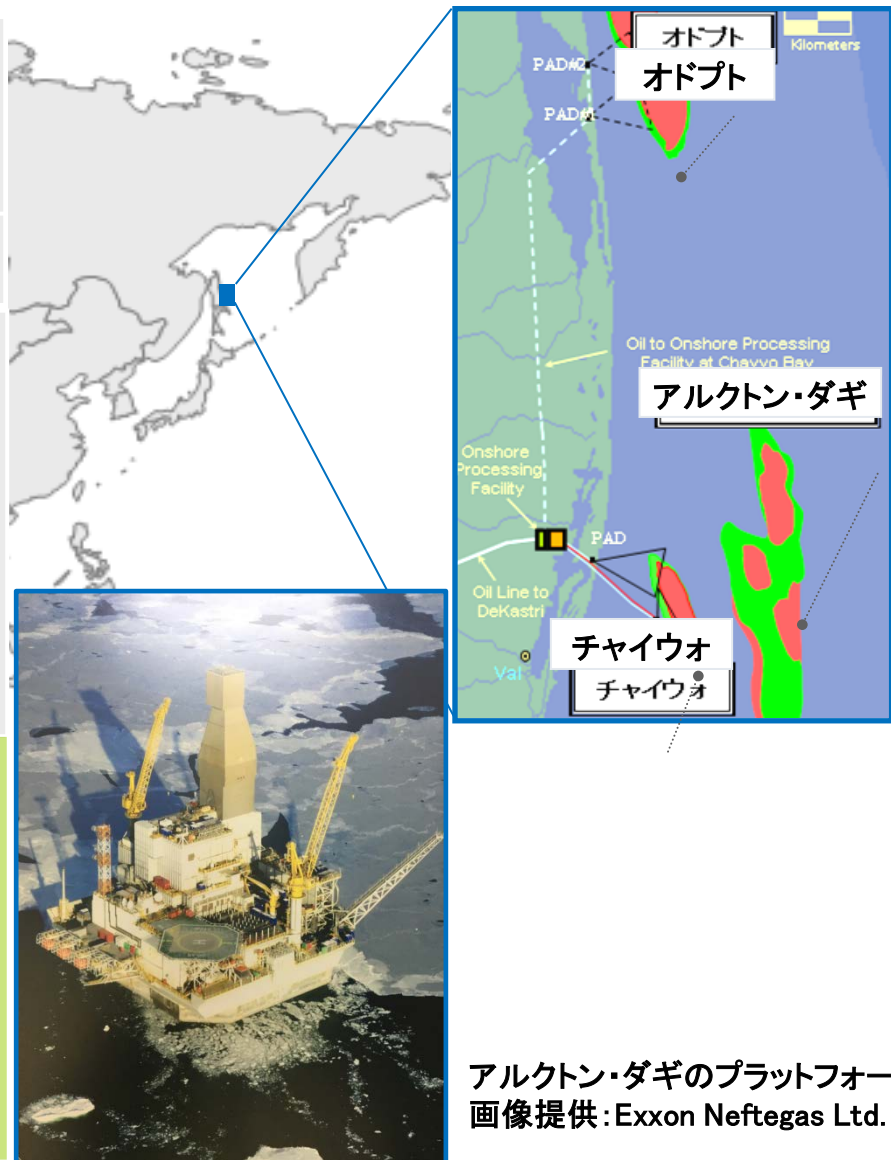 オドプト
Kilometers
PAD#2
オドプト
PAD#1
Oil to Onshore Processing
Facility at Chayvo Bay
アルクトン・ダギ
Onshore
Processing
Facility
PAD
Oil Line to
DeKastri
チャイウォ
Val
チャイウォ
アルクトン・ダギのプラットフォー
画像提供：Exxon Neftegas Ltd.